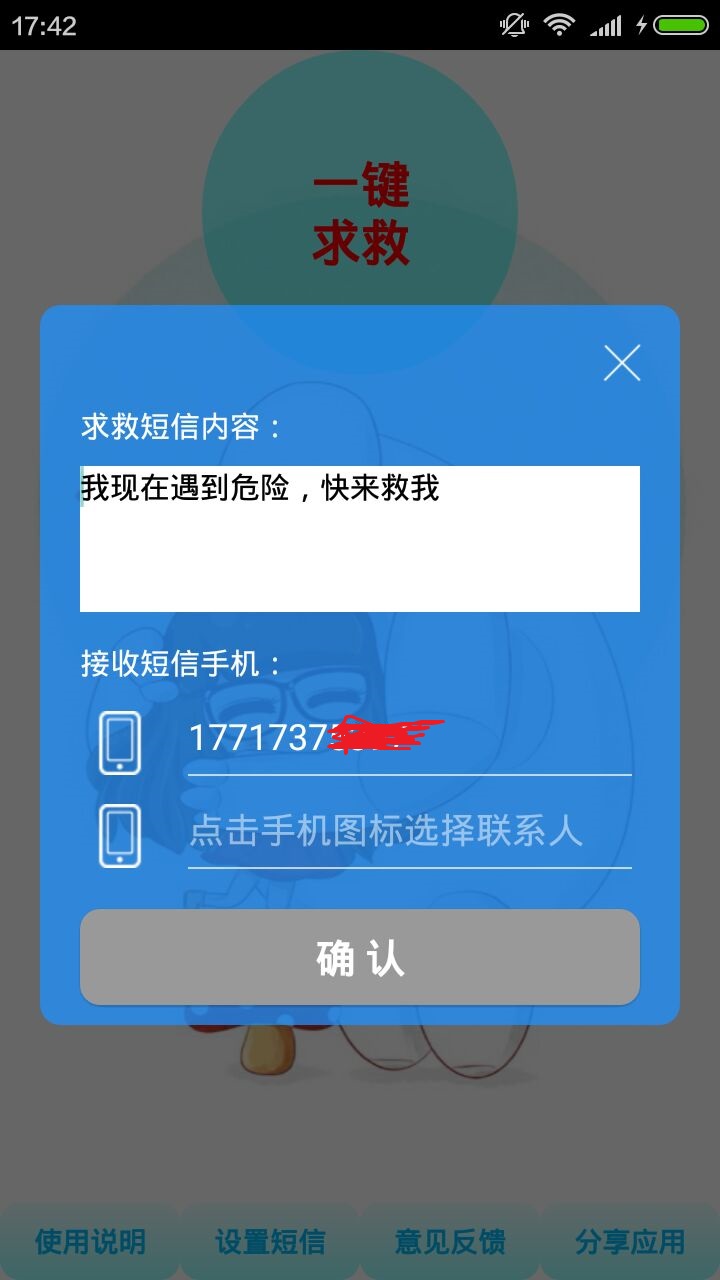 17:42
一键
求救
求救短信内容：
我现在遇到危险，快来救我
接收短信手机：
1771737
点击手机图标选择联系人
确 认
使用说明 设置短信 意见反馈 分享应用